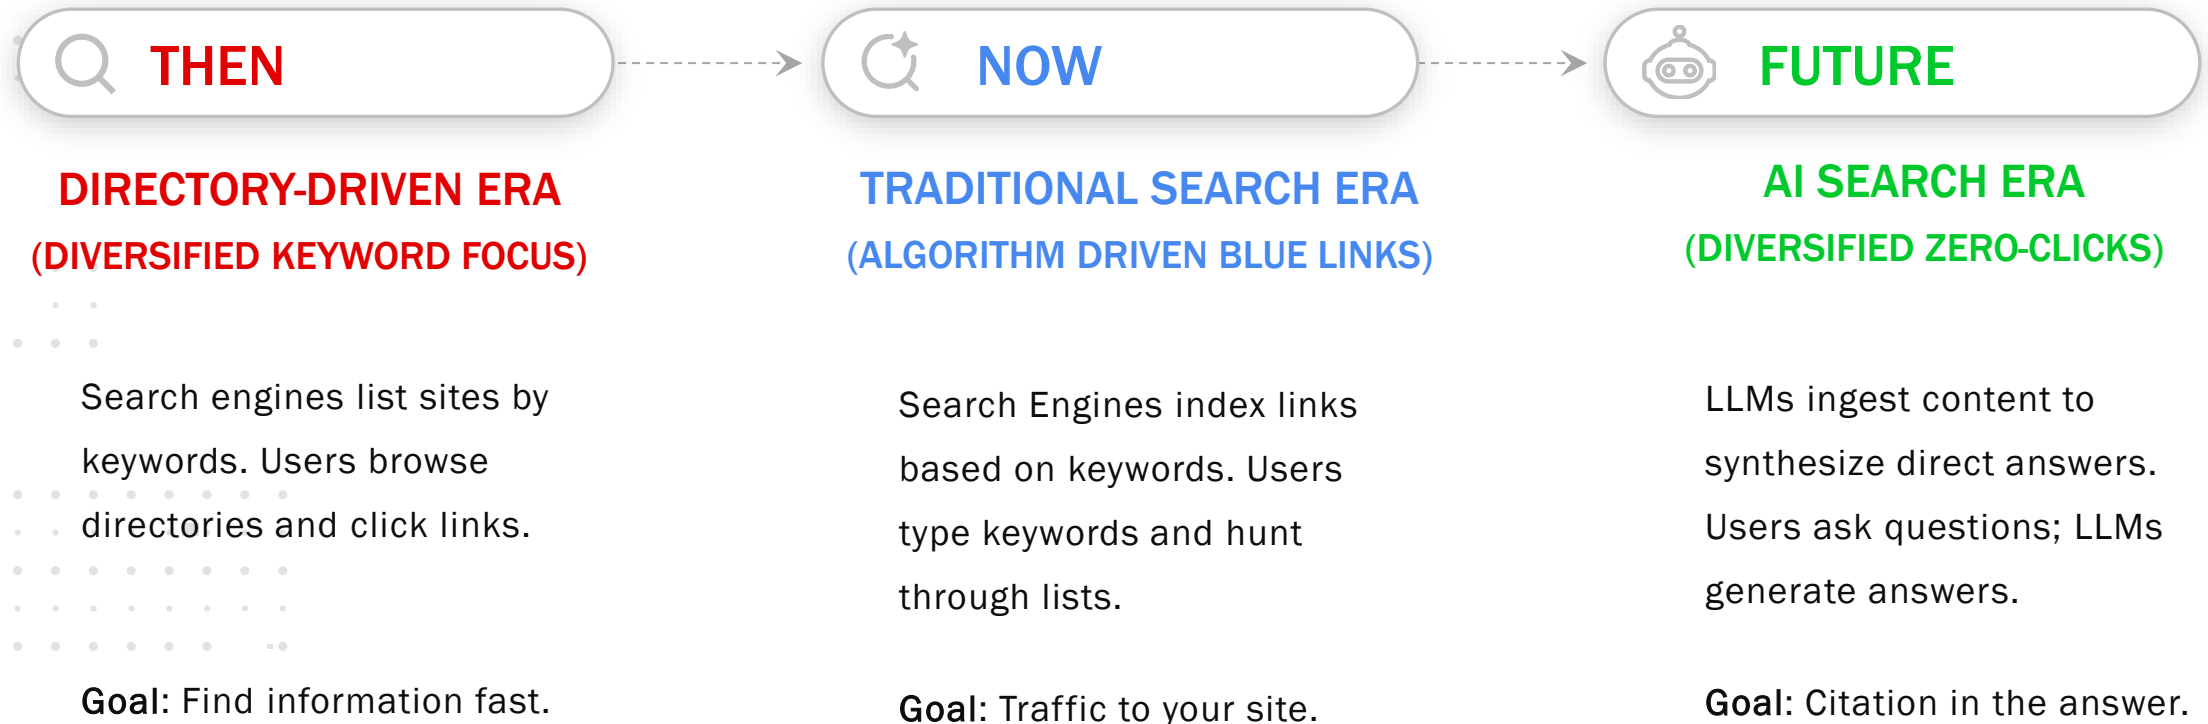 THEN
DIRECTORY-DRIVEN ERA
(DIVERSIFIED KEYWORD FOCUS)
Search engines list sites by
keywords. Users browse
directories and click links.
Goal: Find information fast.
NOW
TRADITIONAL SEARCH ERA
(ALGORITHM DRIVEN BLUE LINKS)
Search Engines index links
based on keywords. Users
type keywords and hunt
through lists.
Goal: Traffic to your site.
FUTURE
AI SEARCH ERA
(DIVERSIFIED ZERO-CLICKS)
LLMs ingest content to
synthesize direct answers.
Users ask questions; LLMs
generate answers.
Goal: Citation in the answer.